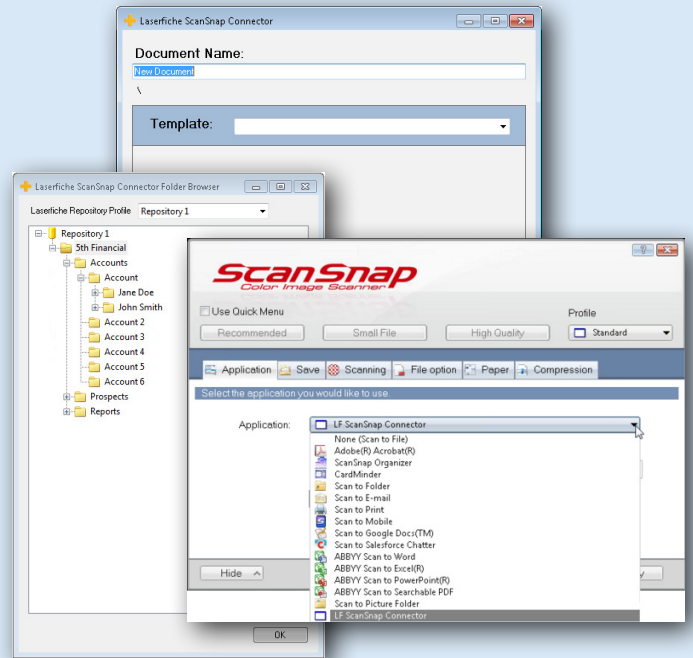 Laserfiche ScanSnap Connector
Document Name:
New Document
\
Template:
Laserfiche ScanSnap Connector Folder Browser
Laserfiche Repository Profile Repository 1
Repository 1
5th Financial
Accounts
Account
Jane Doe
John Smith
Account 2
Account 3
Account 4
Account 5
Account 6
Prospects
Reports
OK
ScanSnap
Color Image Scanner
Use Quick Menu
Profile
Recommended Small File High Quality Standard
Application Save Scanning File option Paper Compression
Select the application you would like to use.
Application: LF ScanSnap Connector
None (Scan to File)
Adobe(R) Acrobat(R)
ScanSnap Organizer
CardMinder
Scan to Folder
Scan to E-mail
Scan to Print
Scan to Mobile
Scan to Google Docs(TM)
Scan to Salesforce Chatter
ABBYY Scan to Word
ABBYY Scan to Excel(R)
ABBYY Scan to PowerPoint(R)
ABBYY Scan to Searchable PDF
Scan to Picture Folder
LF ScanSnap Connector
Hide